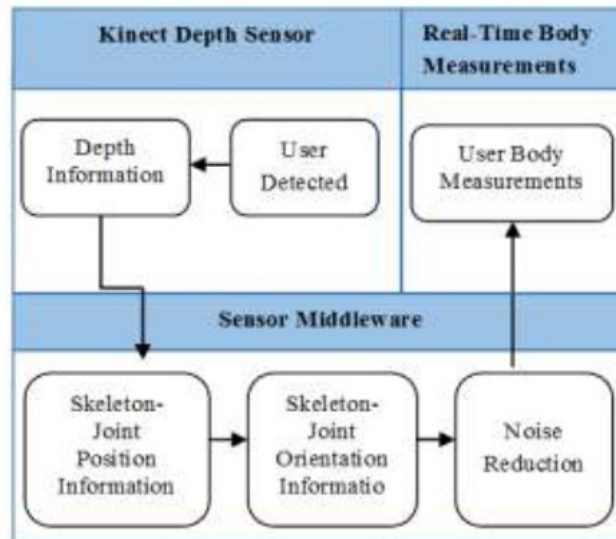 Kinect Depth Sensor
Real-Time Body
Measurements
Depth
Information
User
Detected
User Body
Measurements
Sensor Middleware
Skeleton-
Joint
Position
Information
Skeleton-
Joint
Orientation
Informatio
Noise
Reduction